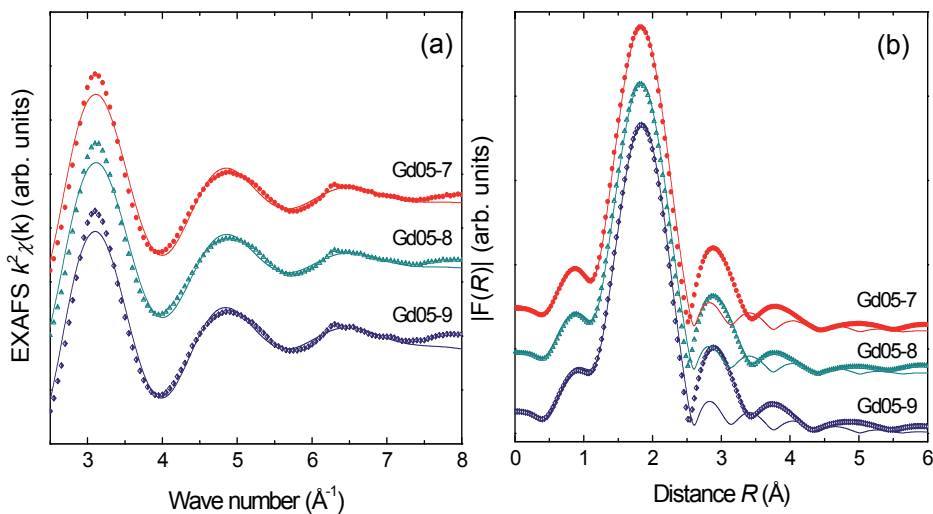 (a)
EXAFS k²χ(k) (arb. units)
Gd05-7
Gd05-8
Gd05-9
3 4 5 6 7 8
Wave number (Å⁻¹)
(b)
|F(R)| (arb. units)
Gd05-7
Gd05-8
Gd05-9
0 1 2 3 4 5 6
Distance R (Å)